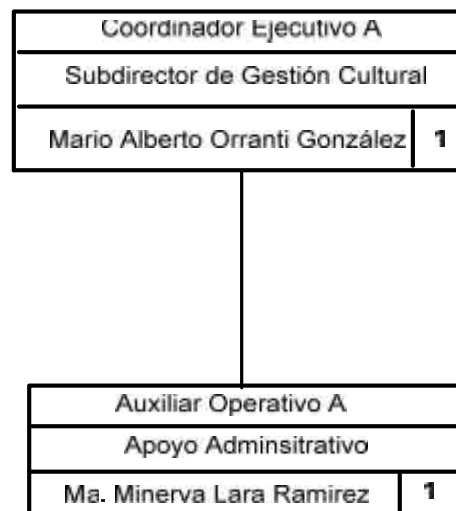 Coordinador Ejecutivo A
Subdirector de Gestión Cultural
Mario Alberto Orranti González 1
Auxiliar Operativo A
Apoyo Adminsitrativo
Ma. Minerva Lara Ramirez 1